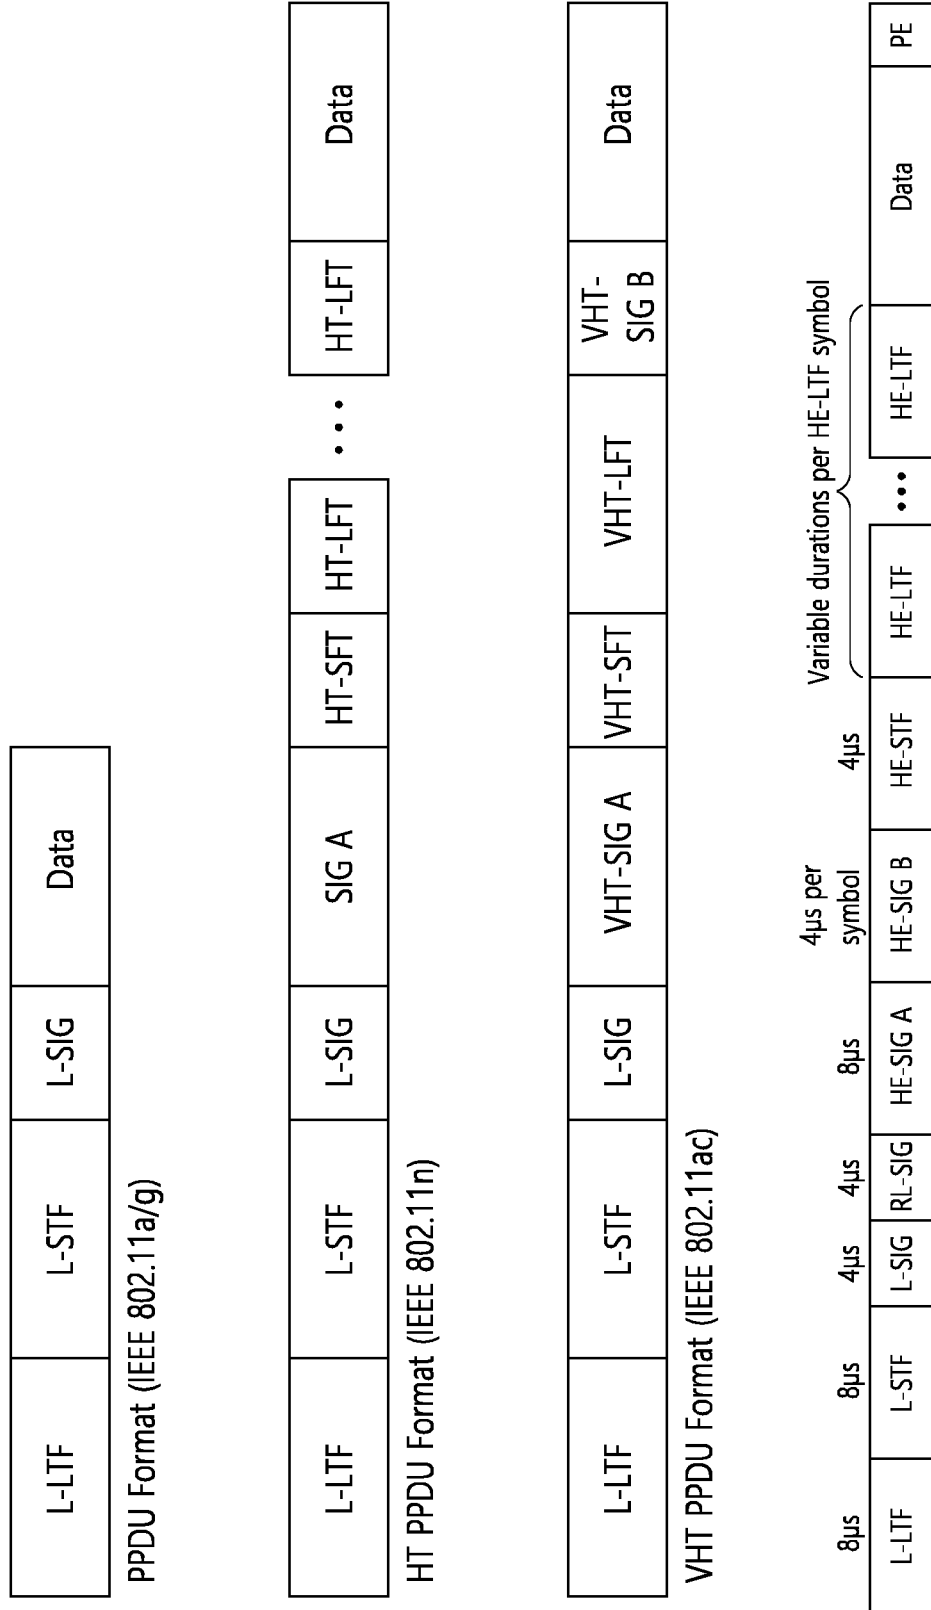 L-LTF
L-STF
L-SIG
Data
PPDU Format (IEEE 802.11a/g)
L-LTF
L-STF
L-SIG
SIG A
HT-SFT
HT-LFT
• • •
HT-LFT
Data
HT PPDU Format (IEEE 802.11n)
L-LTF
L-STF
L-SIG
VHT-SIG A
VHT-SFT
VHT-LFT
VHT-
SIG B
Data
VHT PPDU Format (IEEE 802.11ac)
8µs
8µs
4µs
4µs
8µs
4µs per
symbol
4µs
Variable durations per HE-LTF symbol
L-LTF
L-STF
L-SIG
RL-SIG
HE-SIG A
HE-SIG B
HE-STF
HE-LTF
•••
HE-LTF
Data
PE